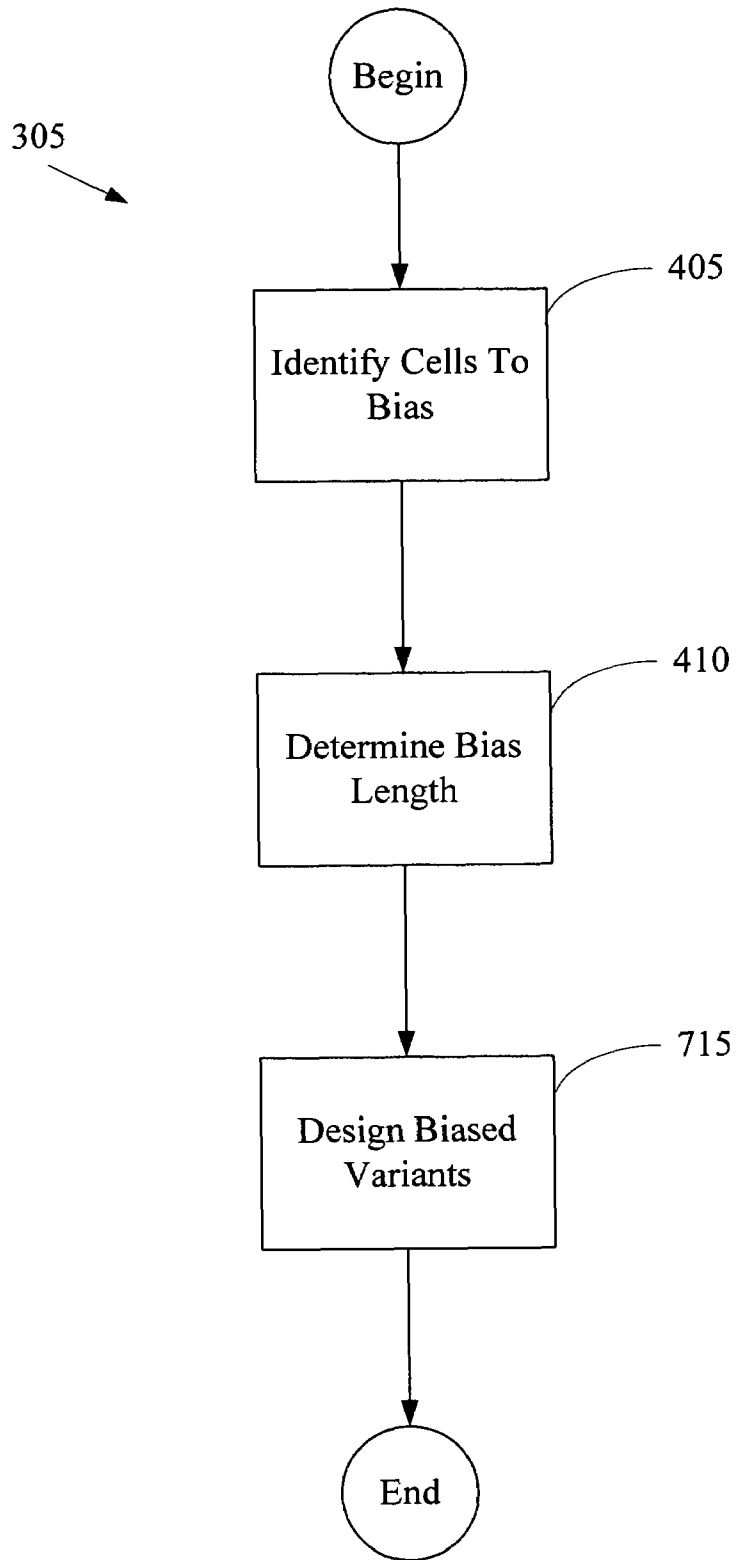 Begin
305
405
Identify Cells To
Bias
410
Determine Bias
Length
715
Design Biased
Variants
End